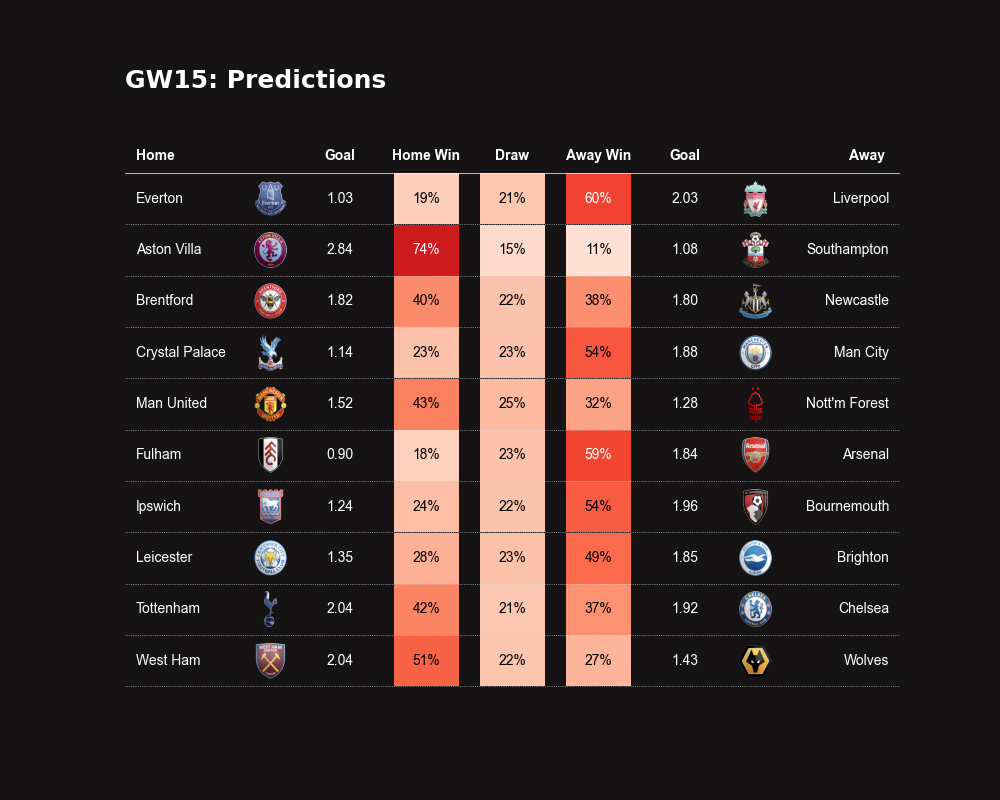 GW15: Predictions
Home Goal Home Win Draw Away Win Goal Away
Everton 1.03 19% 21% 60% 2.03 Liverpool
Aston Villa 2.84 74% 15% 11% 1.08 Southampton
Brentford 1.82 40% 22% 38% 1.80 Newcastle
Crystal Palace 1.14 23% 23% 54% 1.88 Man City
Man United 1.52 43% 25% 32% 1.28 Nott'm Forest
Fulham 0.90 18% 23% 59% 1.84 Arsenal
Ipswich 1.24 24% 22% 54% 1.96 Bournemouth
Leicester 1.35 28% 23% 49% 1.85 Brighton
Tottenham 2.04 42% 21% 37% 1.92 Chelsea
West Ham 2.04 51% 22% 27% 1.43 Wolves